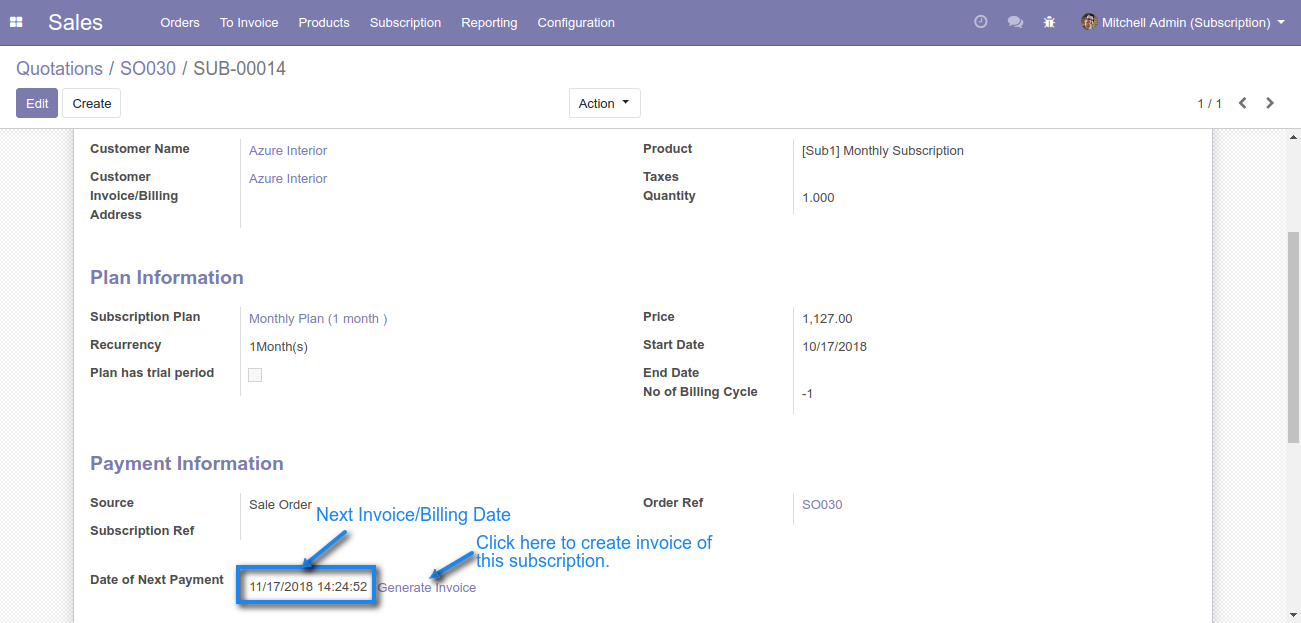 Sales Orders To Invoice Products Subscription Reporting Configuration Mitchell Admin (Subscription)
Quotations / SO030 / SUB-00014
Edit Create Action 1 / 1
Customer Name Azure Interior Product [Sub1] Monthly Subscription
Customer Azure Interior Taxes
Invoice/Billing Quantity 1.000
Address
Plan Information
Subscription Plan Monthly Plan (1 month ) Price 1,127.00
Recurrency 1Month(s) Start Date 10/17/2018
Plan has trial period End Date
No of Billing Cycle -1
Payment Information
Source Sale Order Order Ref SO030
Next Invoice/Billing Date
Subscription Ref
Click here to create invoice of
this subscription.
Date of Next Payment 11/17/2018 14:24:52 Generate Invoice